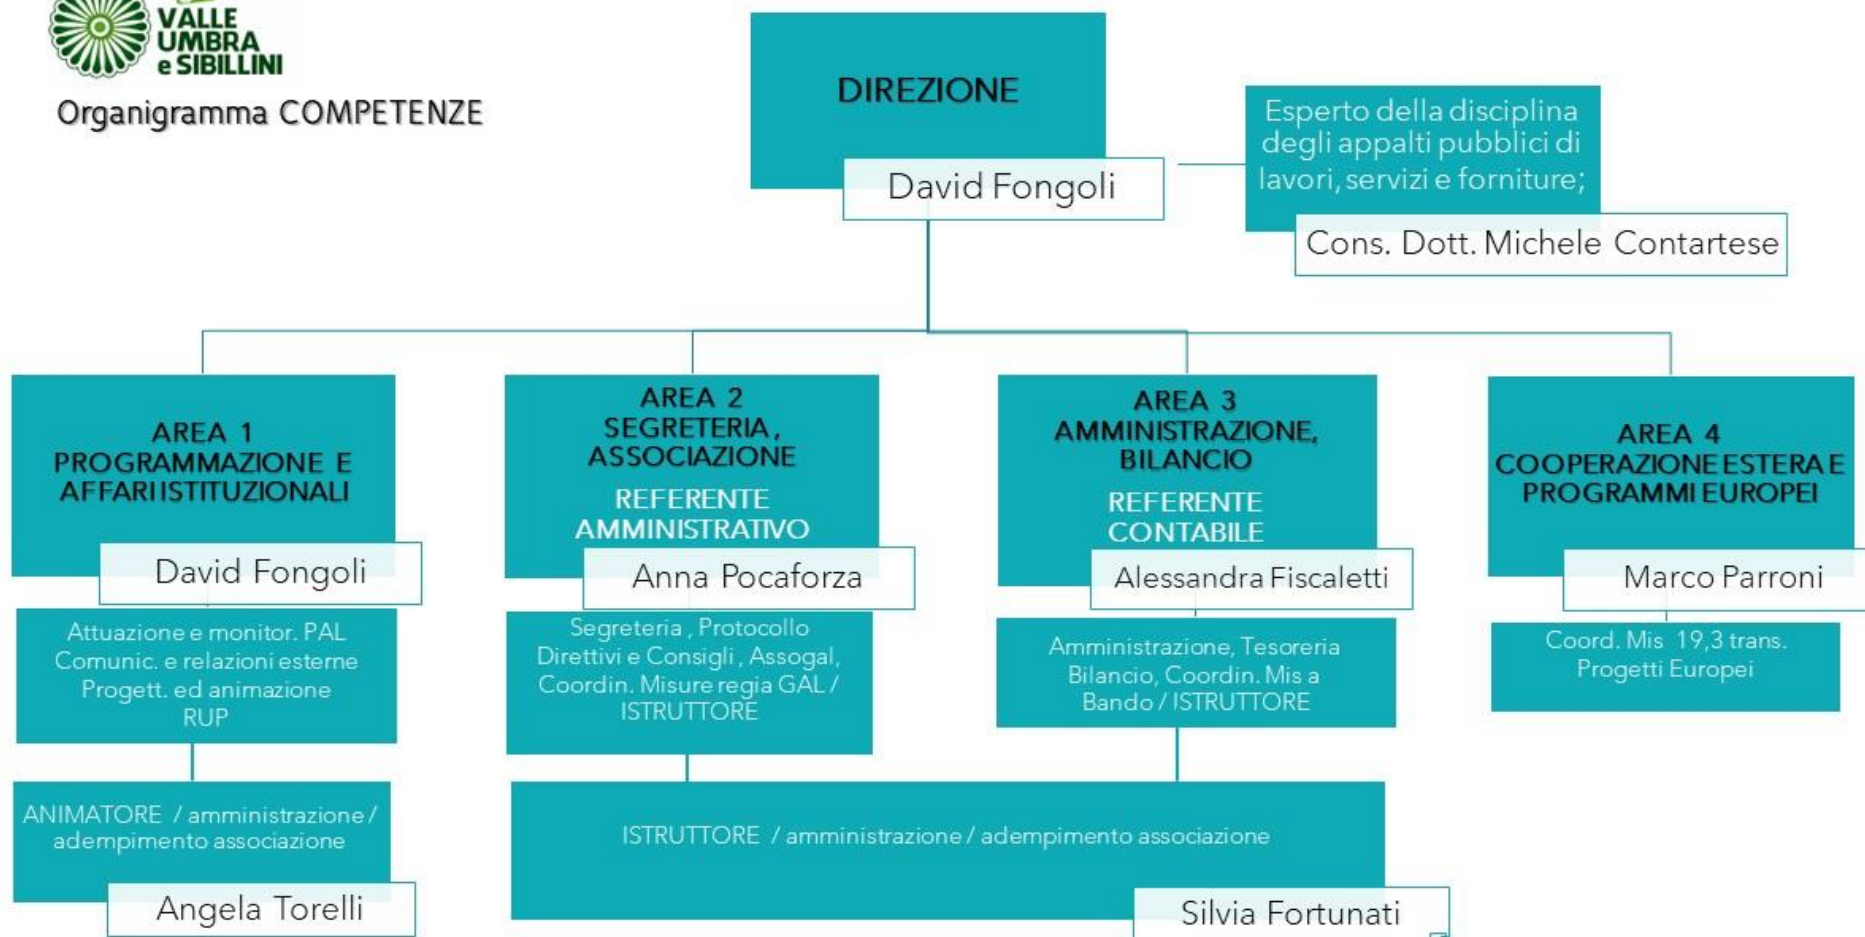 VALLE
UMBRA
e SIBILLINI
Organigramma COMPETENZE
DIREZIONE
David Fongoli
Esperto della disciplina
degli appalti pubblici di
lavori, servizi e forniture;
Cons. Dott. Michele Contartese
AREA 1
PROGRAMMAZIONE E
AFFARI ISTITUZIONALI
David Fongoli
Attuazione e monitor. PAL
Comunic. e relazioni esterne
Progett. ed animazione
RUP
ANIMATORE / amministrazione /
adempimento associazione
Angela Torelli
AREA 2
SEGRETERIA,
ASSOCIAZIONE
REFERENTE
AMMINISTRATIVO
Anna Pocaforza
Segreteria, Protocollo
Direttivi e Consigli, Assogal,
Coordin. Misure regia GAL /
ISTRUTTORE
AREA 3
AMMINISTRAZIONE,
BILANCIO
REFERENTE
CONTABILE
Alessandra Fiscaletti
Amministrazione, Tesoreria
Bilancio, Coordin. Mis a
Bando / ISTRUTTORE
ISTRUTTORE / amministrazione / adempimento associazione
Silvia Fortunati
AREA 4
COOPERAZIONE ESTERA E
PROGRAMMI EUROPEI
Marco Parroni
Coord. Mis 19,3 trans.
Progetti Europei